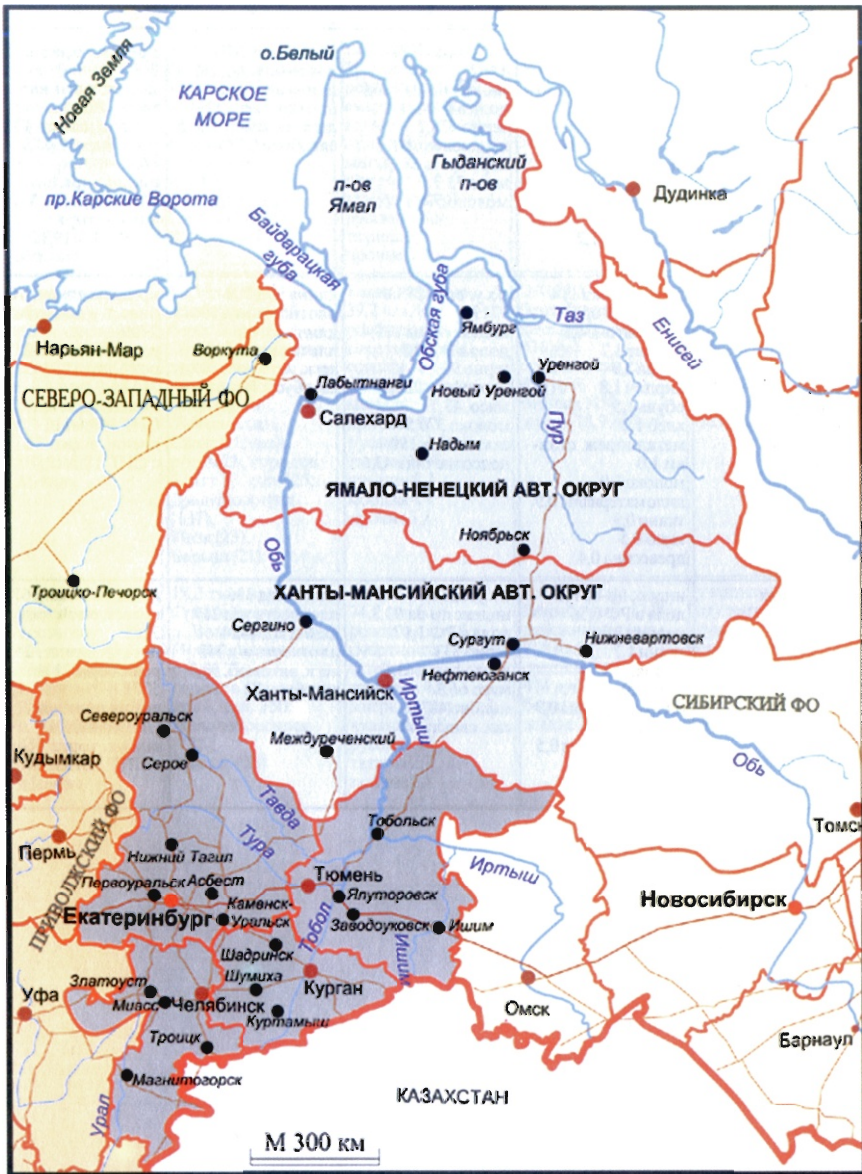 о.Белый
Новая Земля
КАРСКОЕ
МОРЕ
Гыданский
п-ов
п-ов
Ямал
Дудинка
пр.Карские Ворота
Байдарацкая
губа
Обская губа
Таз
Ямбург
Енисей
Нарьян-Мар
Воркута
Уренгой
Лабытнанги
Новый Уренгой
СЕВЕРО-ЗАПАДНЫЙ ФО
Салехард
Пур
Надым
ЯМАЛО-НЕНЕЦКИЙ АВТ. ОКРУГ
Ноябрьск
Обь
Троицко-Печорск
ХАНТЫ-МАНСИЙСКИЙ АВТ. ОКРУГ
Сергино
Сургут
Нижневартовск
Нефтеюганск
Ханты-Мансийск
Иртыш
СИБИРСКИЙ ФО
Североуральск
Междуреченский
Кудымкар
Серов
Обь
Тавда
ПРИВОЛЖСКИЙ ФО
Тобольск
Томск
Тура
Пермь
Нижний Тагил
Иртыш
Тюмень
Первоуральск
Асбест
Ялуторовск
Новосибирск
Каменск-
Уральск
Екатеринбург
Заводоуковск
Ишим
Тобол
Шадринск
Ишим
Златоуст
Шумиха
Курган
Уфа
Миасс
Челябинск
Омск
Куртамыш
Троицк
Барнаул
Магнитогорск
КАЗАХСТАН
Урал
М 300 км